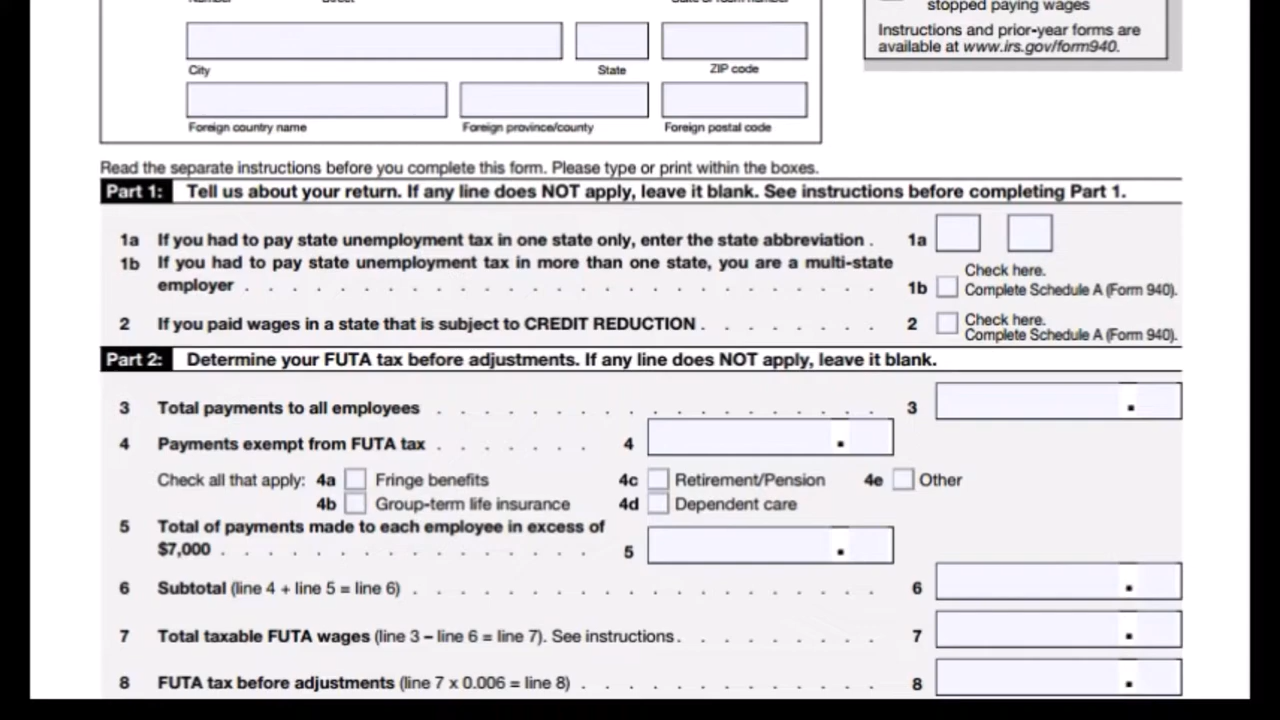 Number Street
stopped paying wages
Instructions and prior-year forms are
available at www.irs.gov/form940.
City State ZIP code
Foreign country name Foreign province/county Foreign postal code
Read the separate instructions before you complete this form. Please type or print within the boxes.
Part 1: Tell us about your return. If any line does NOT apply, leave it blank. See instructions before completing Part 1.
1a If you had to pay state unemployment tax in one state only, enter the state abbreviation . 1a
1b If you had to pay state unemployment tax in more than one state, you are a multi-state
employer . . . . . . . . . . . . . . . . . . . . . . . . . . . 1b Check here.
Complete Schedule A (Form 940).
2 If you paid wages in a state that is subject to CREDIT REDUCTION . . . . . . . . 2 Check here.
Complete Schedule A (Form 940).
Part 2: Determine your FUTA tax before adjustments. If any line does NOT apply, leave it blank.
3 Total payments to all employees . . . . . . . . . . . . . . . . . . . 3 .
4 Payments exempt from FUTA tax . . . . . . . 4 .
Check all that apply: 4a Fringe benefits 4c Retirement/Pension 4e Other
4b Group-term life insurance 4d Dependent care
5 Total of payments made to each employee in excess of
$7,000 . . . . . . . . . . . . . . . . 5 .
6 Subtotal (line 4 + line 5 = line 6) . . . . . . . . . . . . . . . . . . . . 6 .
7 Total taxable FUTA wages (line 3 – line 6 = line 7). See instructions . . . . . . . . . 7 .
8 FUTA tax before adjustments (line 7 x 0.006 = line 8) . . . . . . . . . . . . . 8 .